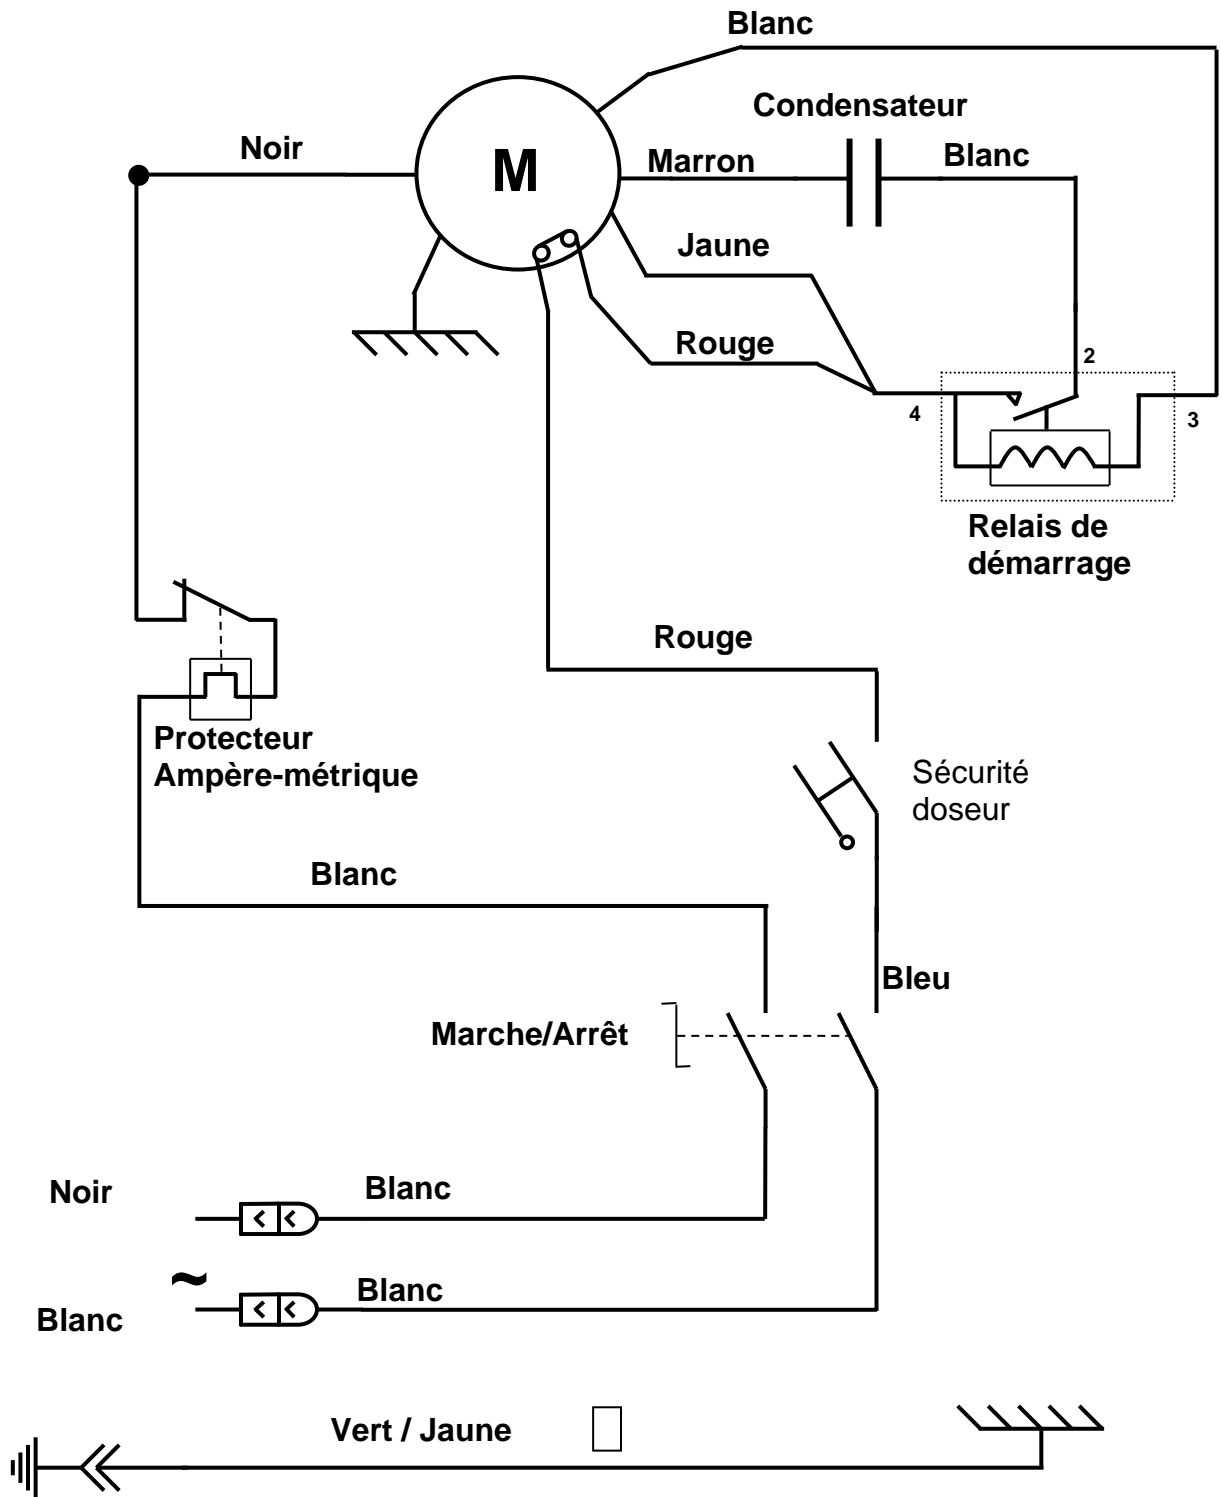 Blanc
Condensateur
Noir
M
Marron
Blanc
Jaune
Rouge
2
4
3
Relais de
démarrage
Rouge
Protecteur
Ampère-métrique
Sécurité
doseur
Blanc
Bleu
Marche/Arrêt
Noir
Blanc
~
Blanc
Blanc
Vert / Jaune